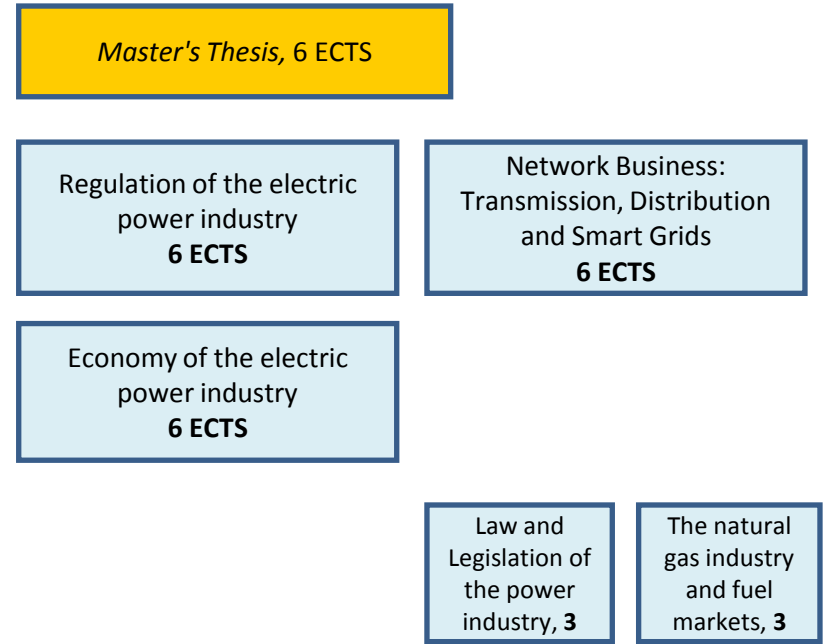 Master's Thesis, 6 ECTS
Regulation of the electric
power industry
6 ECTS
Network Business:
Transmission, Distribution
and Smart Grids
6 ECTS
Economy of the electric
power industry
6 ECTS
Law and
Legislation of
the power
industry, 3
The natural
gas industry
and fuel
markets, 3